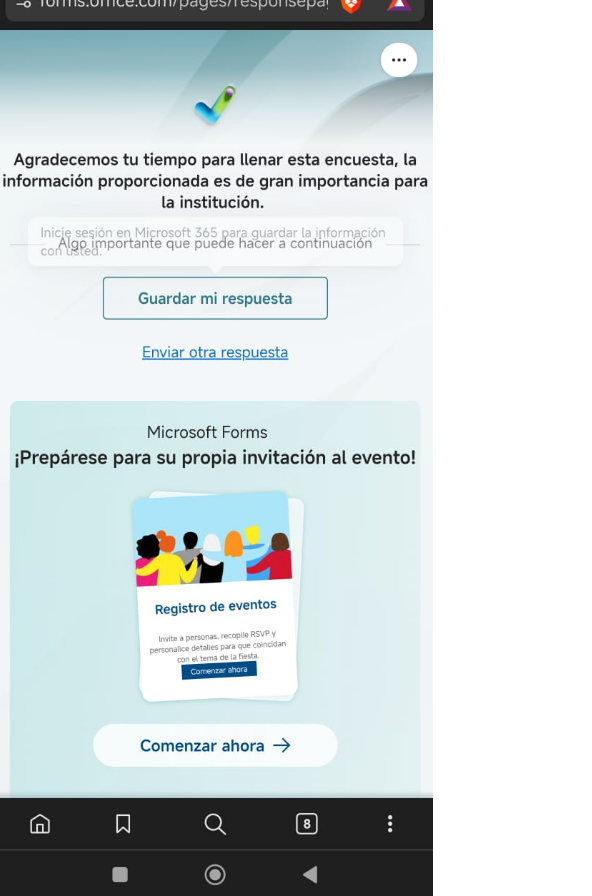 forms.office.com/pages/responsepag
Agradecemos tu tiempo para llenar esta encuesta, la
información proporcionada es de gran importancia para
la institución.
Inicie sesión en Microsoft 365 para guardar la información
con usted.
Algo importante que puede hacer a continuación
Guardar mi respuesta
Enviar otra respuesta
Microsoft Forms
¡Prepárese para su propia invitación al evento!
Registro de eventos
Invite a personas, recopile RSVP y
personalice detalles para que coincidan
con el tema de la fiesta.
Comenzar ahora
Comenzar ahora
8